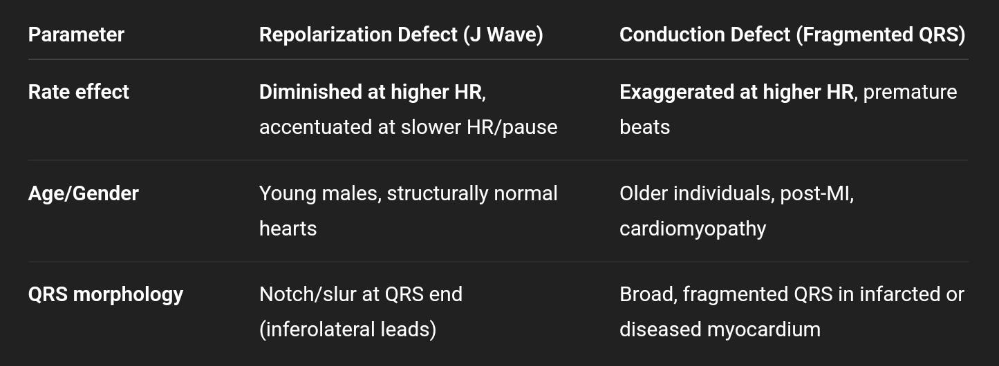 Parameter Repolarization Defect (J Wave) Conduction Defect (Fragmented QRS)
Rate effect Diminished at higher HR, Exaggerated at higher HR, premature
accentuated at slower HR/pause beats
Age/Gender Young males, structurally normal Older individuals, post-MI,
hearts cardiomyopathy
QRS morphology Notch/slur at QRS end Broad, fragmented QRS in infarcted or
(inferolateral leads) diseased myocardium